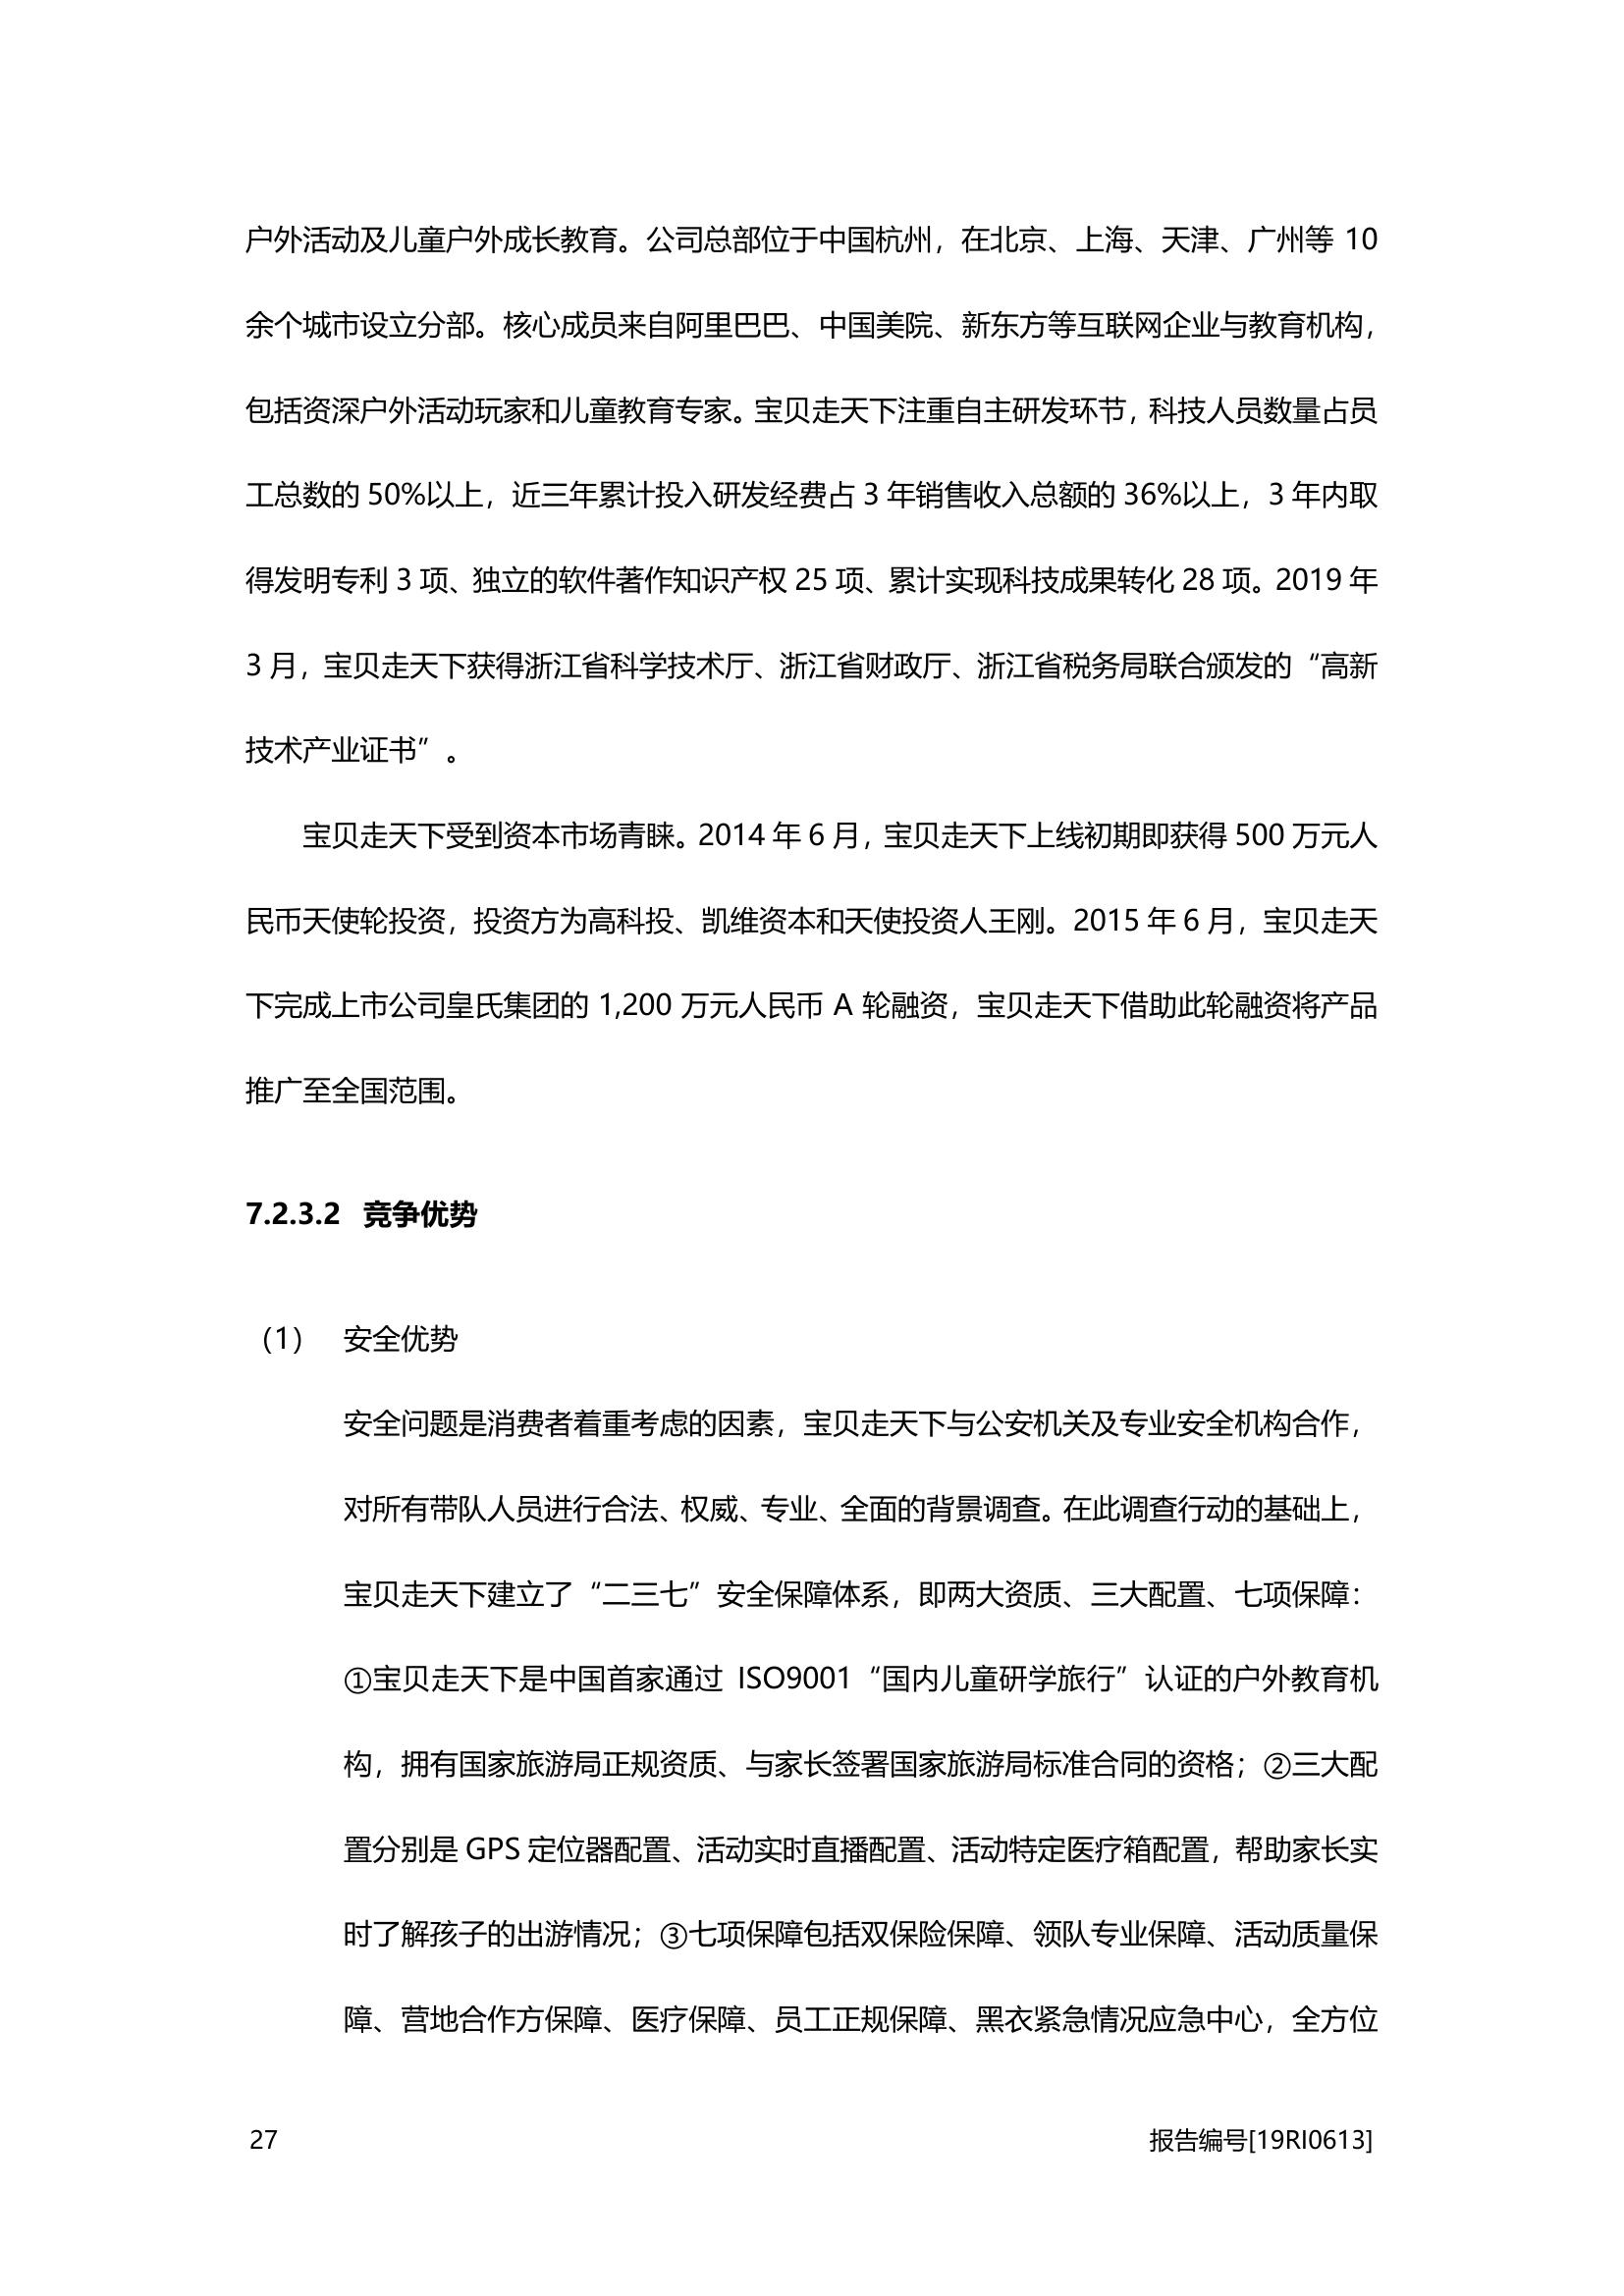 户外活动及儿童户外成长教育。公司总部位于中国杭州，在北京、上海、天津、广州等 10
余个城市设立分部。核心成员来自阿里巴巴、中国美院、新东方等互联网企业与教育机构，
包括资深户外活动玩家和儿童教育专家。宝贝走天下注重自主研发环节，科技人员数量占员
工总数的 50%以上，近三年累计投入研发经费占 3 年销售收入总额的 36%以上，3 年内取
得发明专利 3 项、独立的软件著作知识产权 25 项、累计实现科技成果转化 28 项。2019 年
3 月，宝贝走天下获得浙江省科学技术厅、浙江省财政厅、浙江省税务局联合颁发的“高新
技术产业证书”。
宝贝走天下受到资本市场青睐。2014 年 6 月，宝贝走天下上线初期即获得 500 万元人
民币天使轮投资，投资方为高科投、凯维资本和天使投资人王刚。2015 年 6 月，宝贝走天
下完成上市公司皇氏集团的 1,200 万元人民币 A 轮融资，宝贝走天下借助此轮融资将产品
推广至全国范围。
7.2.3.2 竞争优势
（1） 安全优势
安全问题是消费者着重考虑的因素，宝贝走天下与公安机关及专业安全机构合作，
对所有带队人员进行合法、权威、专业、全面的背景调查。在此调查行动的基础上，
宝贝走天下建立了“二三七”安全保障体系，即两大资质、三大配置、七项保障：
①宝贝走天下是中国首家通过 ISO9001“国内儿童研学旅行”认证的户外教育机
构，拥有国家旅游局正规资质、与家长签署国家旅游局标准合同的资格；②三大配
置分别是 GPS 定位器配置、活动实时直播配置、活动特定医疗箱配置，帮助家长实
时了解孩子的出游情况；③七项保障包括双保险保障、领队专业保障、活动质量保
障、营地合作方保障、医疗保障、员工正规保障、黑衣紧急情况应急中心，全方位
27 报告编号[19RI0613]